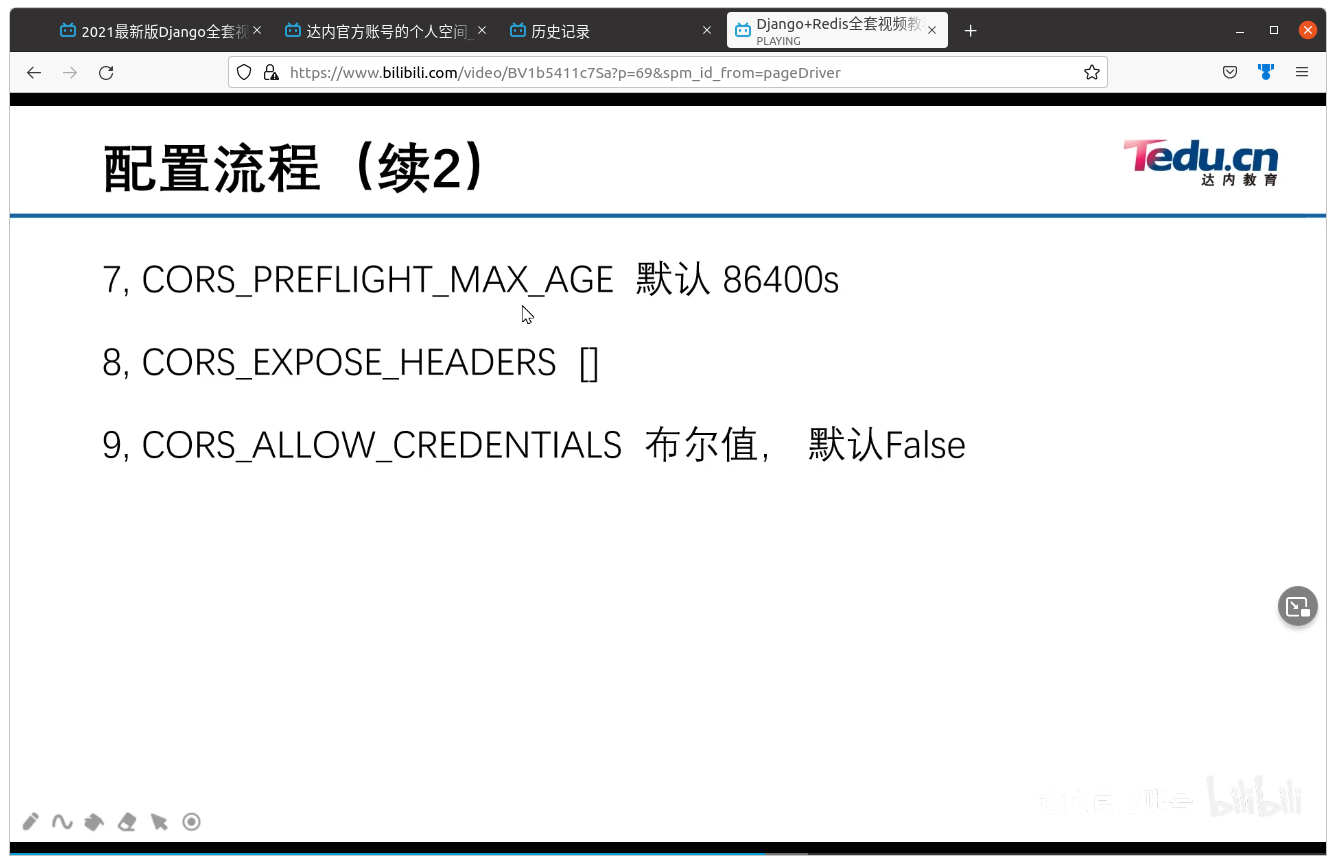 2021最新版Django全套视
达内官方账号的个人空间_
历史记录
Django+Redis全套视频教
PLAYING
https://www.bilibili.com/video/BV1b5411c7Sa?p=69&spm_id_from=pageDriver
配置流程（续2）
Tedu.cn
达内教育
7, CORS_PREFLIGHT_MAX_AGE 默认 86400s
8, CORS_EXPOSE_HEADERS []
9, CORS_ALLOW_CREDENTIALS 布尔值， 默认False
bilibili